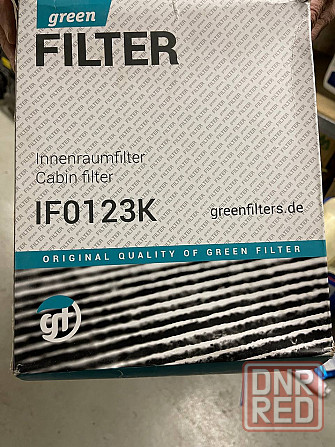 green
FILTER
Innenraumfilter
Cabin filter
IF0123K
greenfilters.de
ORIGINAL QUALITY OF GREEN FILTER
gf
DNR
RED